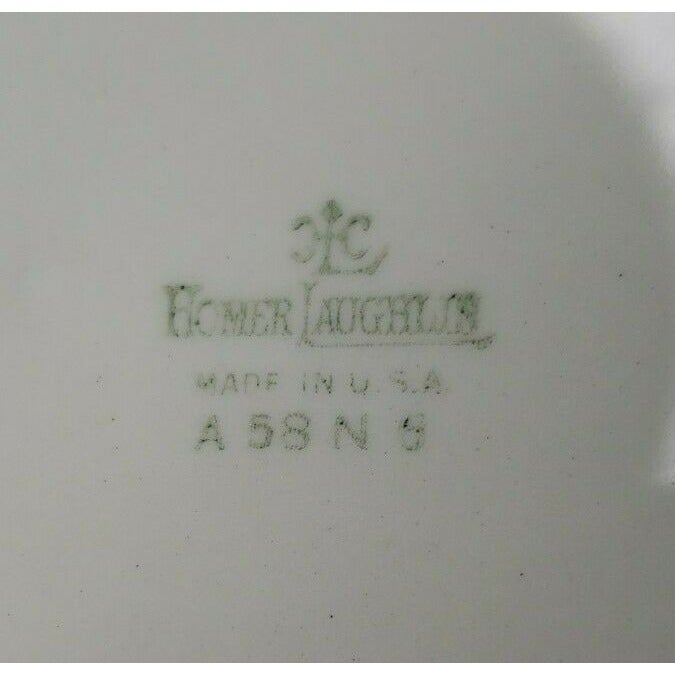 HOMER LAUGHLIN
MADE IN U.S.A.
A 58 N 8